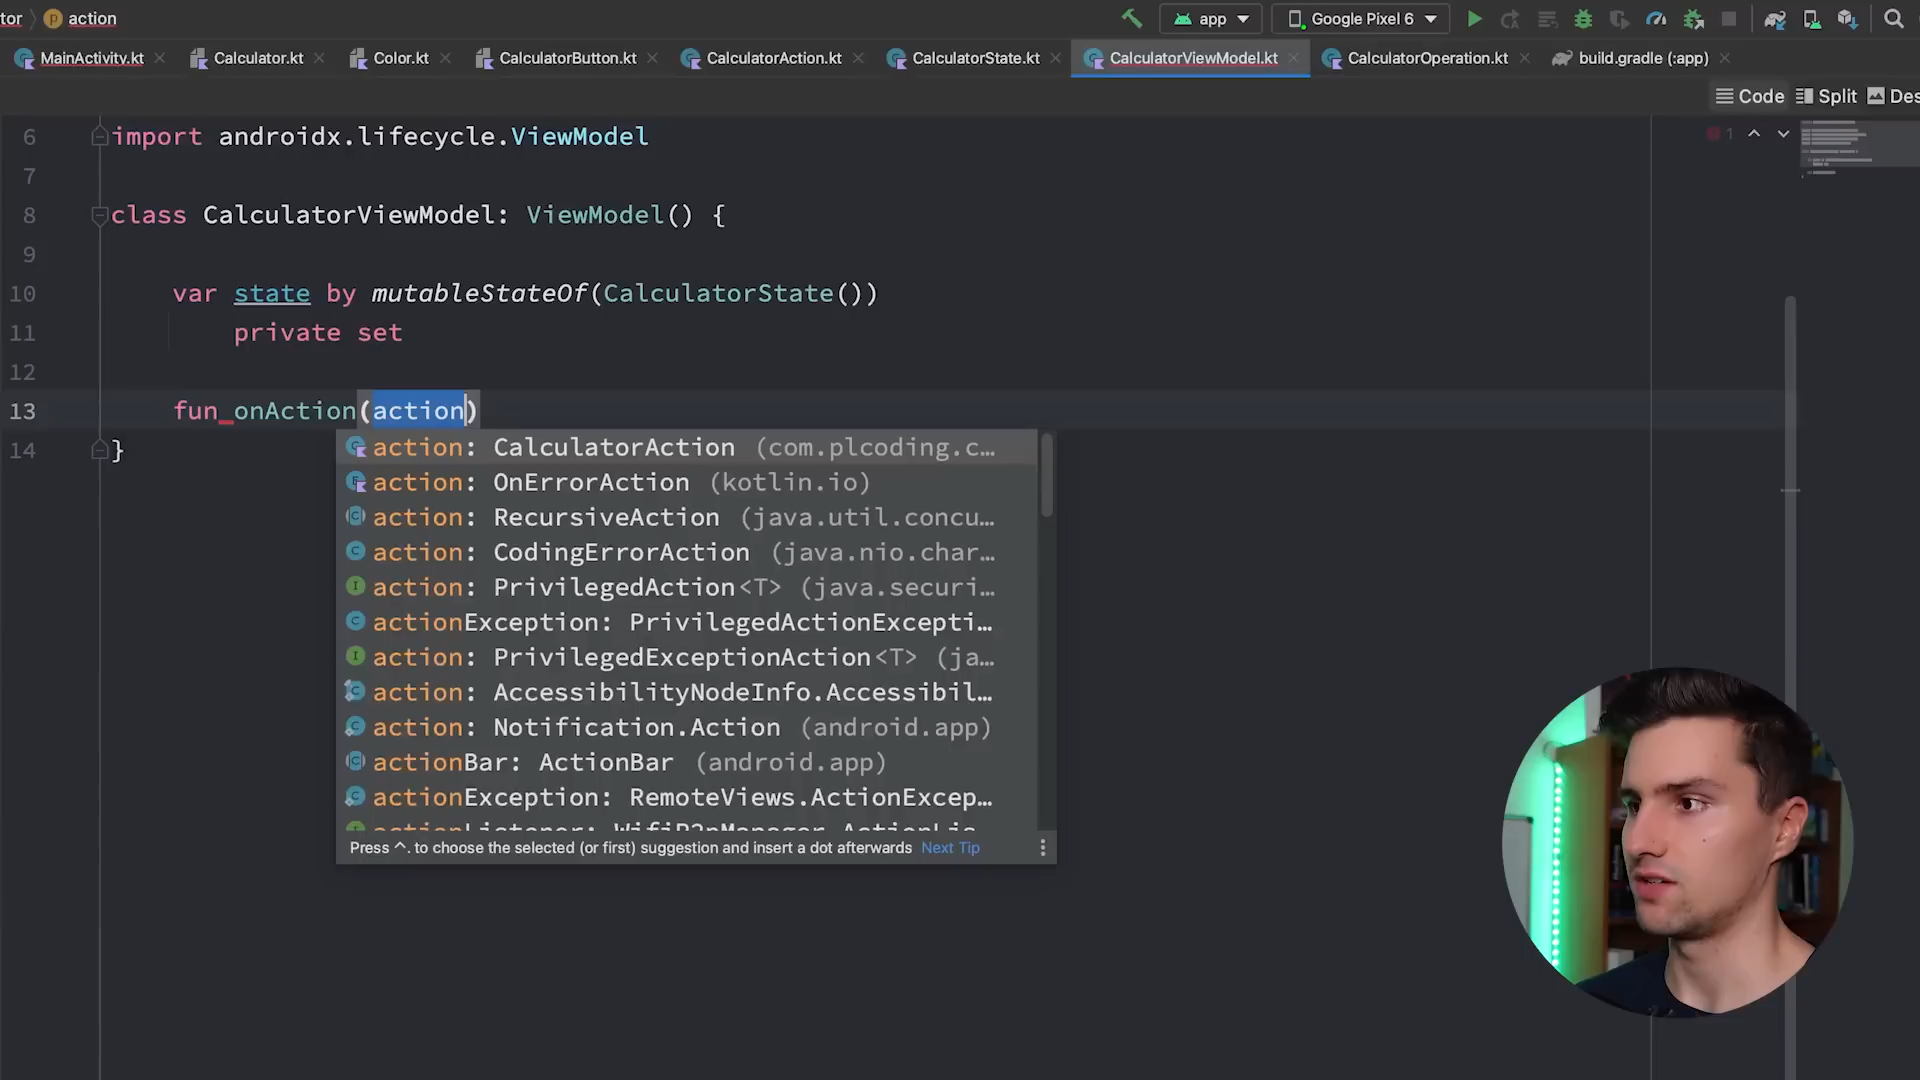 tor action
app Google Pixel 6
MainActivity.kt Calculator.kt Color.kt CalculatorButton.kt CalculatorAction.kt CalculatorState.kt CalculatorViewModel.kt CalculatorOperation.kt build.gradle (:app)
Code Split Des
1
6 import androidx.lifecycle.ViewModel
7
8 class CalculatorViewModel: ViewModel() {
9
10 var state by mutableStateOf(CalculatorState())
11 private set
12
13 fun onAction(action)
14 }
action: CalculatorAction (com.plcoding.c…
action: OnErrorAction (kotlin.io)
action: RecursiveAction (java.util.concu…
action: CodingErrorAction (java.nio.char…
action: PrivilegedAction<T> (java.securi…
actionException: PrivilegedActionExcepti…
action: PrivilegedExceptionAction<T> (ja…
action: AccessibilityNodeInfo.Accessibil…
action: Notification.Action (android.app)
actionBar: ActionBar (android.app)
actionException: RemoteViews.ActionExcep…
actionListener: WifiP2pManager.ActionLis…
Press ^. to choose the selected (or first) suggestion and insert a dot afterwards Next Tip